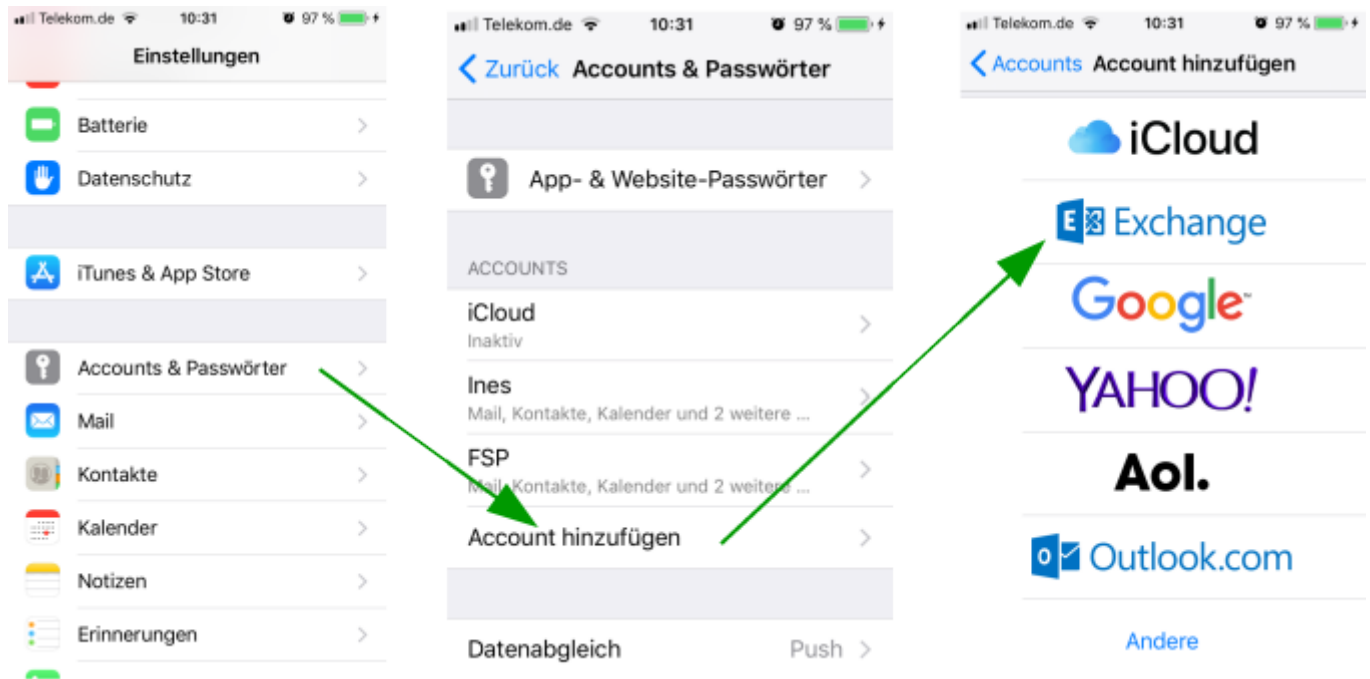 Telekom.de 10:31 97 %
Einstellungen
Batterie
Datenschutz
iTunes & App Store
Accounts & Passwörter
Mail
Kontakte
Kalender
Notizen
Erinnerungen
Telekom.de 10:31 97 %
Zurück Accounts & Passwörter
App- & Website-Passwörter
ACCOUNTS
iCloud
Inaktiv
Ines
Mail, Kontakte, Kalender und 2 weitere ...
FSP
Mail, Kontakte, Kalender und 2 weitere ...
Account hinzufügen
Datenabgleich Push
Telekom.de 10:31 97 %
Accounts Account hinzufügen
iCloud
E Exchange
Google™
YAHOO!
Aol.
o Outlook.com
Andere